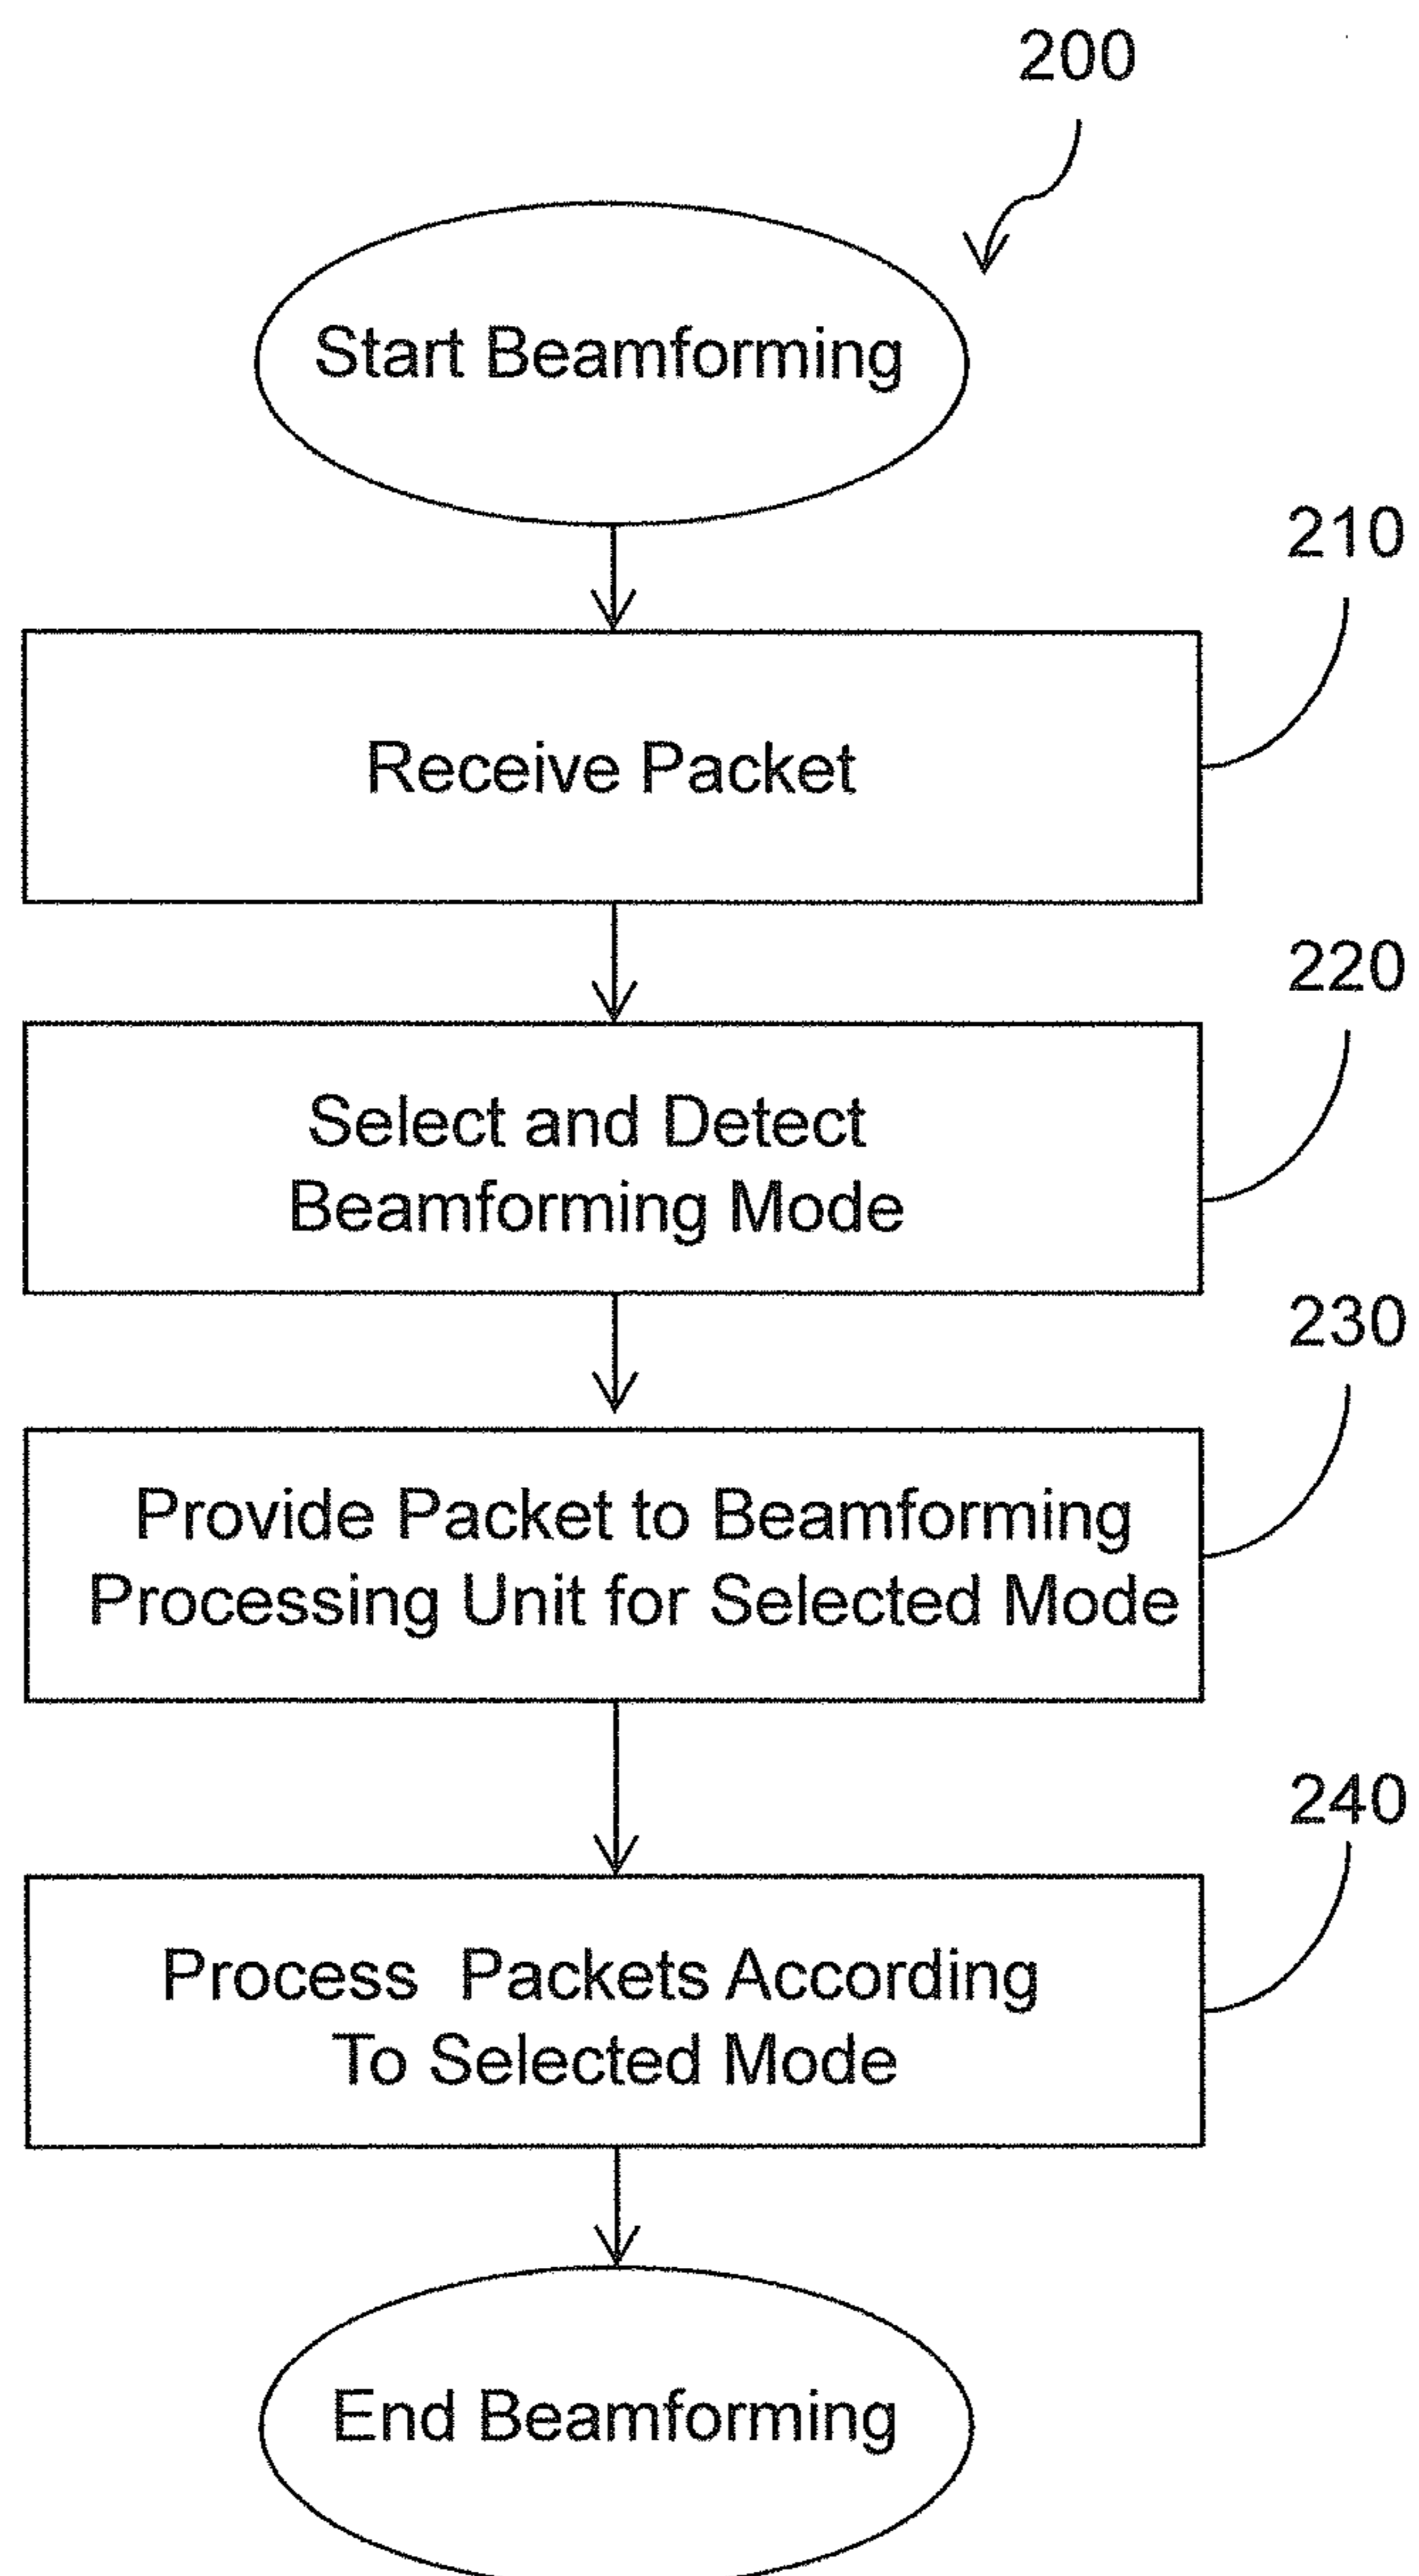 200
Start Beamforming
210
Receive Packet
220
Select and Detect
Beamforming Mode
230
Provide Packet to Beamforming
Processing Unit for Selected Mode
240
Process Packets According
To Selected Mode
End Beamforming